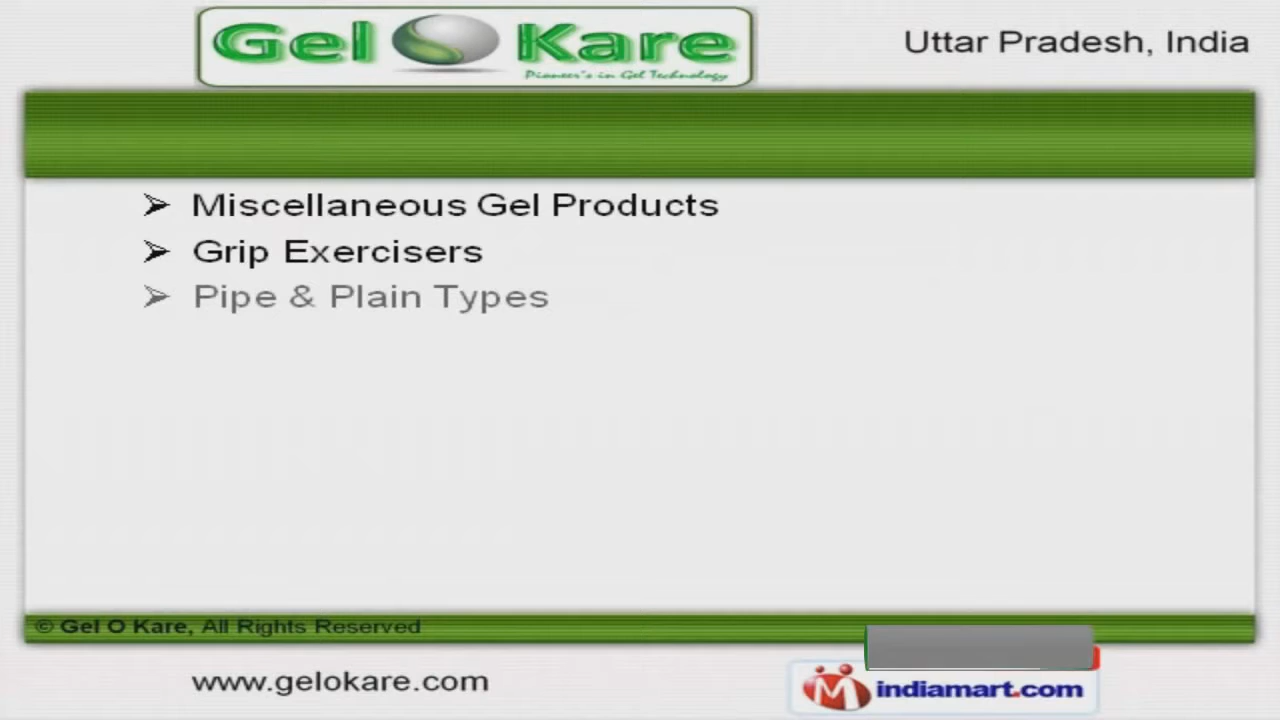 Gel O Kare
Pioneer's in Gel Technology
Uttar Pradesh, India
➢ Miscellaneous Gel Products
➢ Grip Exercisers
➢ Pipe & Plain Types
© Gel O Kare, All Rights Reserved
www.gelokare.com
indiamart.com